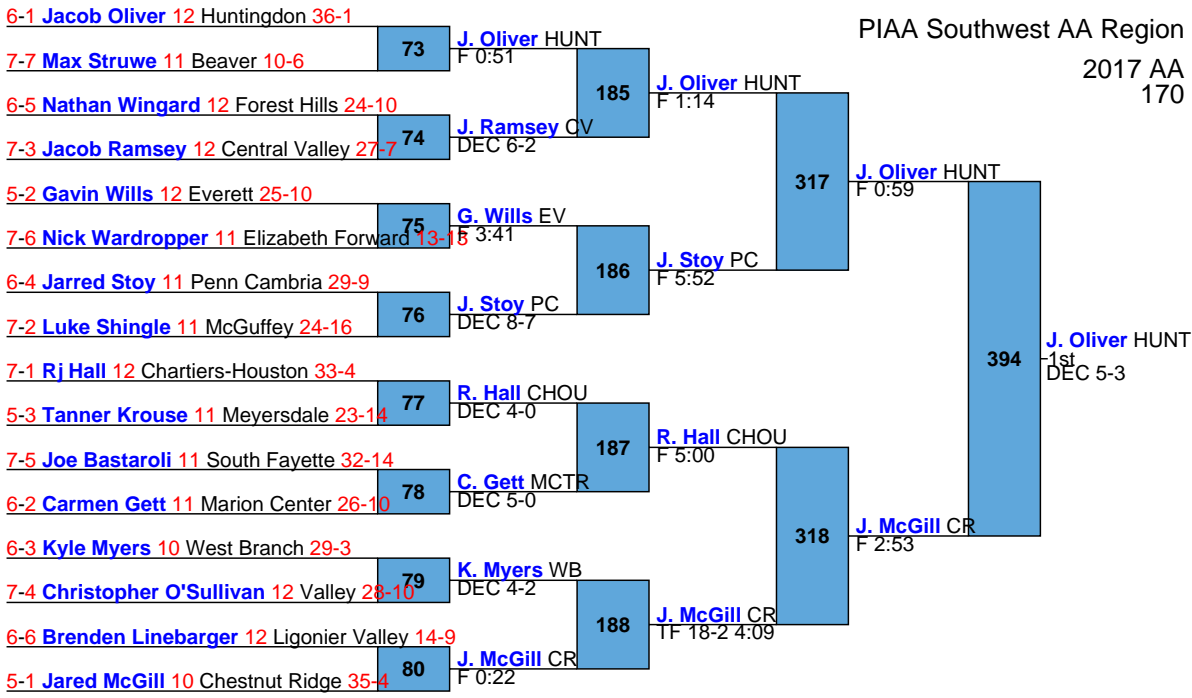 PIAA Southwest AA Region
2017 AA
170
6-1 Jacob Oliver 12 Huntingdon 36-1
7-7 Max Struwe 11 Beaver 10-6
6-5 Nathan Wingard 12 Forest Hills 24-10
7-3 Jacob Ramsey 12 Central Valley 27-7
5-2 Gavin Wills 12 Everett 25-10
7-6 Nick Wardropper 11 Elizabeth Forward 13-13
6-4 Jarred Stoy 11 Penn Cambria 29-9
7-2 Luke Shingle 11 McGuffey 24-16
7-1 Rj Hall 12 Chartiers-Houston 33-4
5-3 Tanner Krouse 11 Meyersdale 23-14
7-5 Joe Bastaroli 11 South Fayette 32-14
6-2 Carmen Gett 11 Marion Center 26-10
6-3 Kyle Myers 10 West Branch 29-3
7-4 Christopher O'Sullivan 12 Valley 28-10
6-6 Brenden Linebarger 12 Ligonier Valley 14-9
5-1 Jared McGill 10 Chestnut Ridge 35-4
73
J. Oliver HUNT
F 0:51
74
J. Ramsey CV
DEC 6-2
75
G. Wills EV
F 3:41
76
J. Stoy PC
DEC 8-7
77
R. Hall CHOU
DEC 4-0
78
C. Gett MCTR
DEC 5-0
79
K. Myers WB
DEC 4-2
80
J. McGill CR
F 0:22
185
J. Oliver HUNT
F 1:14
186
J. Stoy PC
F 5:52
187
R. Hall CHOU
F 5:00
188
J. McGill CR
TF 18-2 4:09
317
J. Oliver HUNT
F 0:59
318
J. McGill CR
F 2:53
394
J. Oliver HUNT
1st
DEC 5-3